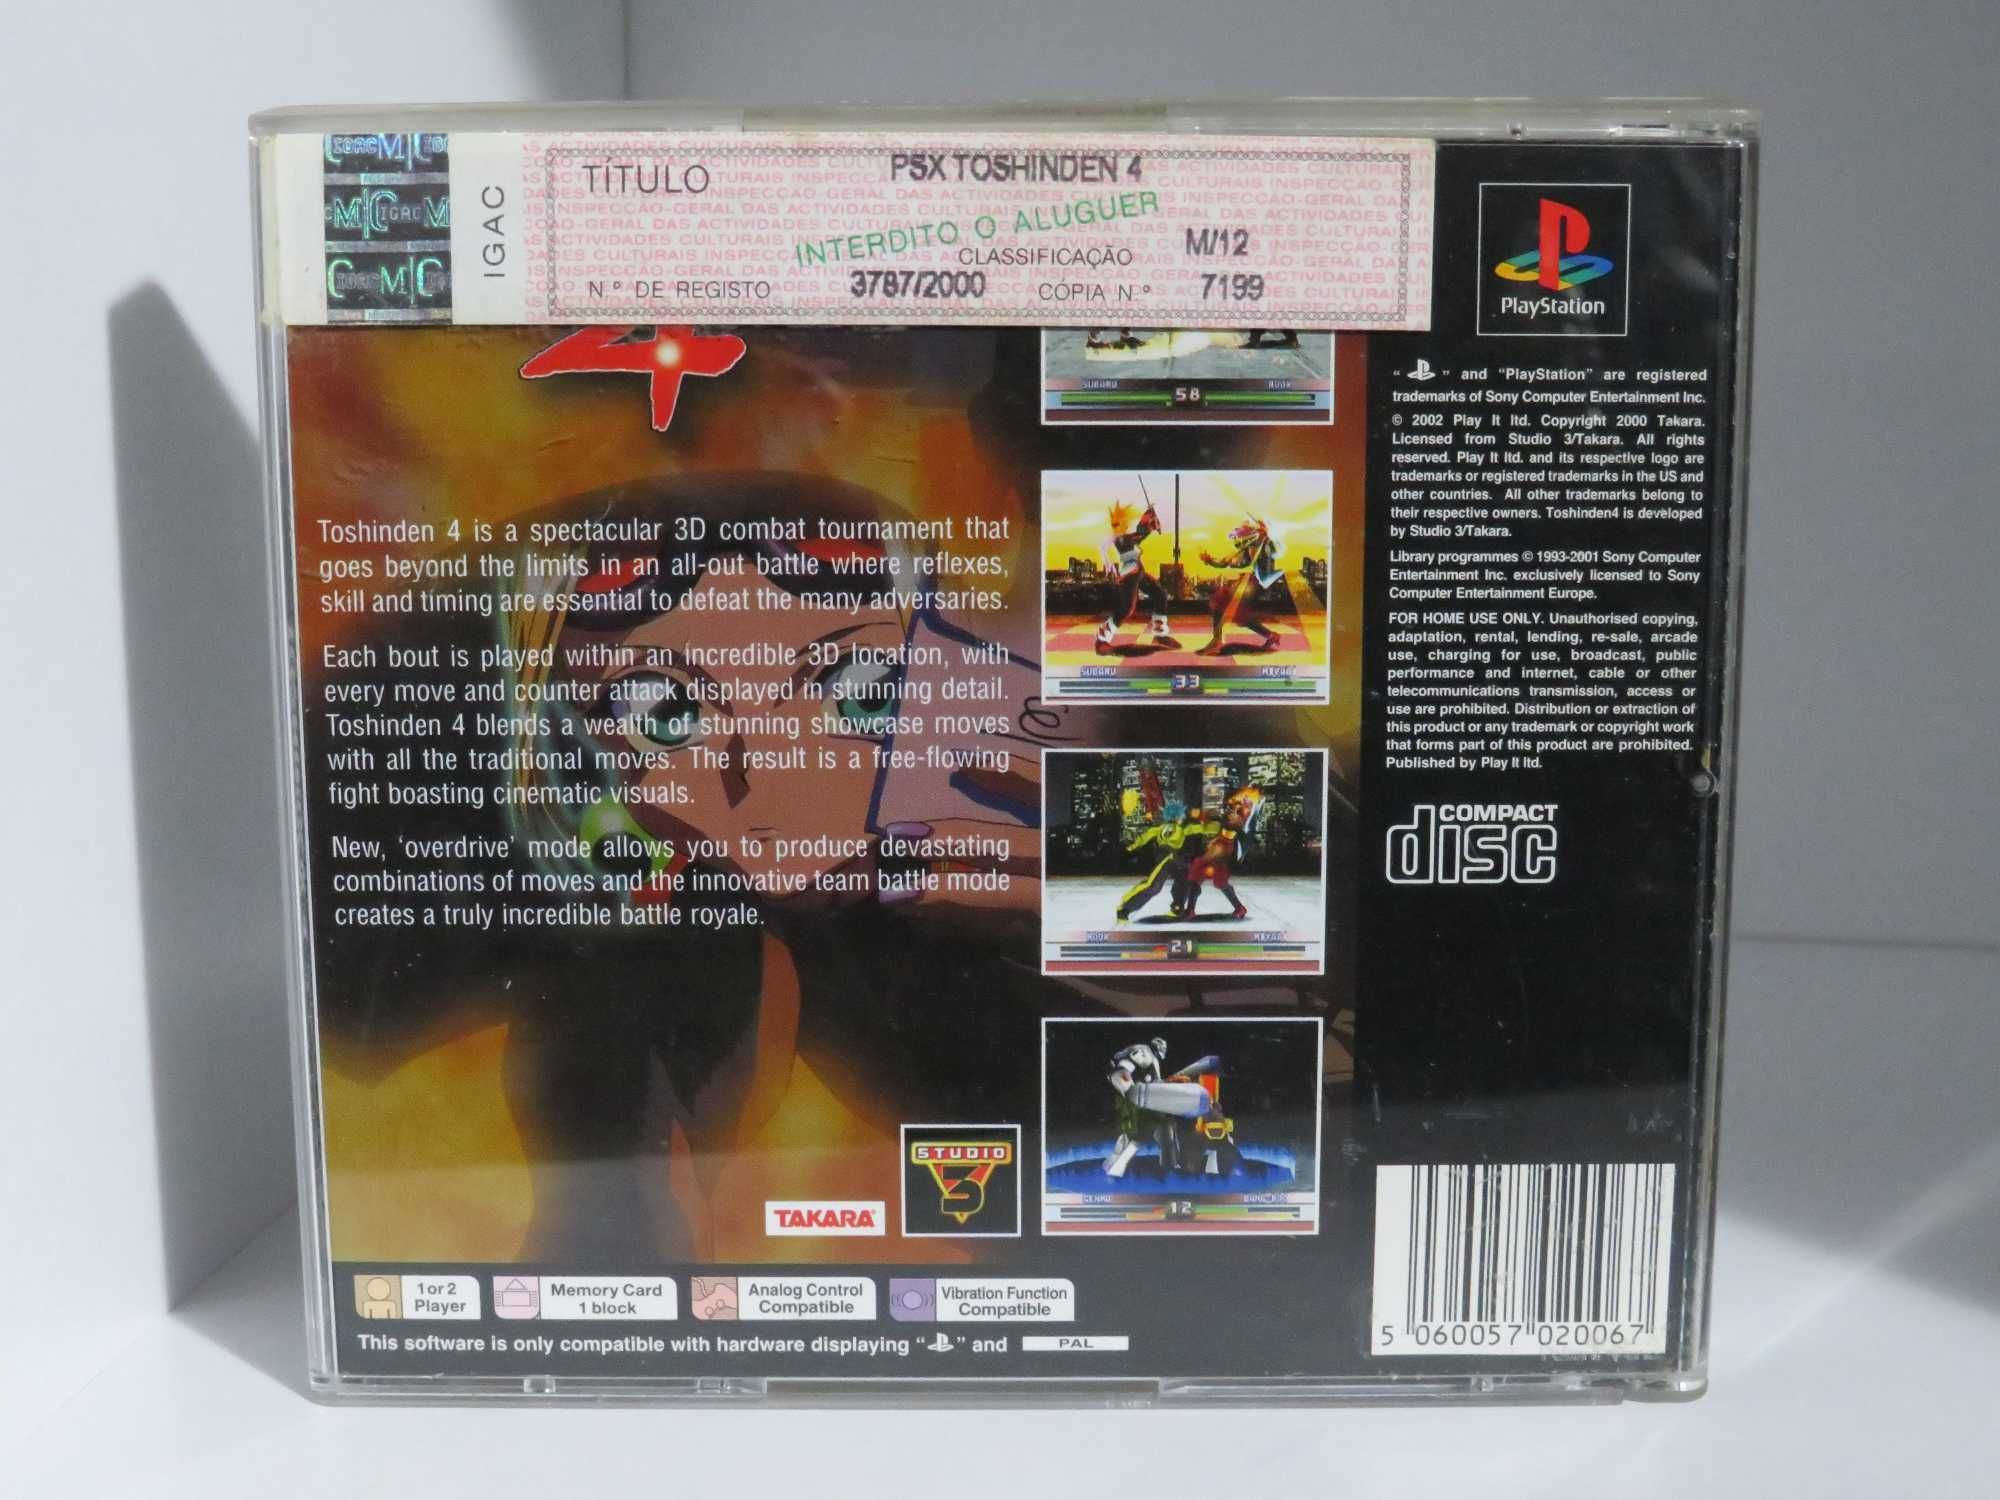 IGAC
TÍTULO PSX TOSHINDEN 4
INTERDITO O ALUGUER
CLASSIFICAÇÃO M/12
N.º DE REGISTO 3787/2000 CÓPIA N.º 7199
4
Toshinden 4 is a spectacular 3D combat tournament that
goes beyond the limits in an all-out battle where reflexes,
skill and timing are essential to defeat the many adversaries.
Each bout is played within an incredible 3D location, with
every move and counter attack displayed in stunning detail.
Toshinden 4 blends a wealth of stunning showcase moves
with all the traditional moves. The result is a free-flowing
fight boasting cinematic visuals.
New, ‘overdrive’ mode allows you to produce devastating
combinations of moves and the innovative team battle mode
creates a truly incredible battle royale.
SUBARU 58 ROOK
SUBARU 33 MIYABI
ROOK 21 MIYABI
GENMA 12
TAKARA
STUDIO
3
PlayStation
“ ” and “PlayStation” are registered
trademarks of Sony Computer Entertainment Inc.
© 2002 Play It ltd. Copyright 2000 Takara.
Licensed from Studio 3/Takara. All rights
reserved. Play It ltd. and its respective logo are
trademarks or registered trademarks in the US and
other countries. All other trademarks belong to
their respective owners. Toshinden4 is developed
by Studio 3/Takara.
Library programmes © 1993-2001 Sony Computer
Entertainment Inc. exclusively licensed to Sony
Computer Entertainment Europe.
FOR HOME USE ONLY. Unauthorised copying,
adaptation, rental, lending, re-sale, arcade
use, charging for use, broadcast, public
performance and internet, cable or other
telecommunications transmission, access or
use are prohibited. Distribution or extraction of
this product or any trademark or copyright work
that forms part of this product are prohibited.
Published by Play It ltd.
COMPACT
disc
1 or 2
Player
Memory Card
1 block
Analog Control
Compatible
Vibration Function
Compatible
This software is only compatible with hardware displaying “ ” and PAL
5 060057 020067